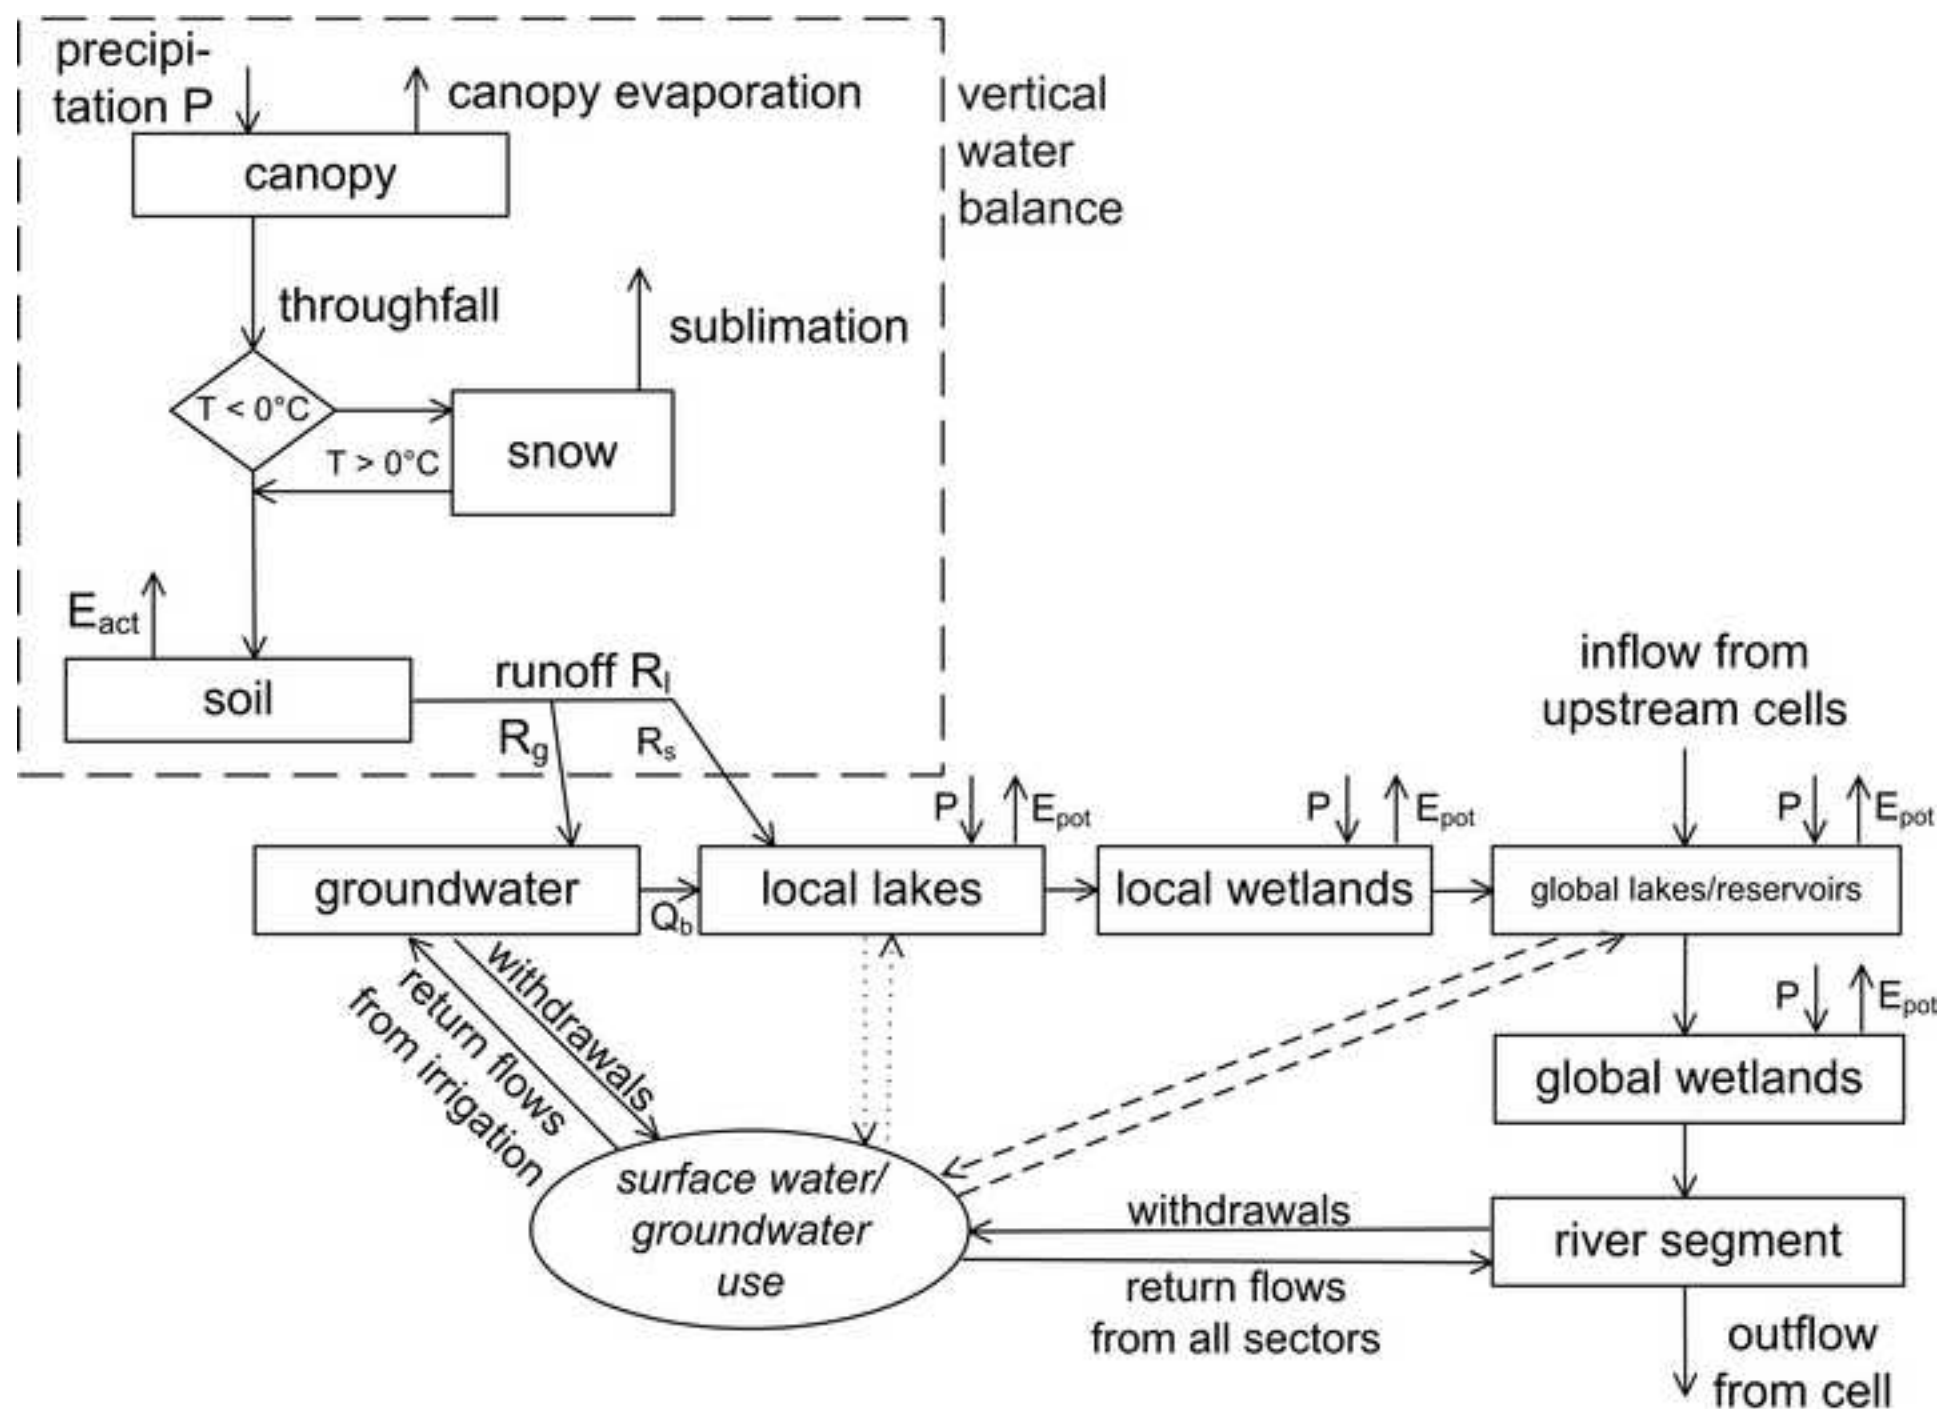 precipi-
tation P
canopy evaporation
vertical
water
balance
canopy
throughfall
sublimation
T < 0°C
snow
T > 0°C
E_act
soil
runoff R_l
R_g
R_s
inflow from
upstream cells
P
E_pot
P
E_pot
P
E_pot
groundwater
Q_b
local lakes
local wetlands
global lakes/reservoirs
withdrawals
return flows
from irrigation
P
E_pot
global wetlands
surface water/
groundwater
use
withdrawals
return flows
from all sectors
river segment
outflow
from cell